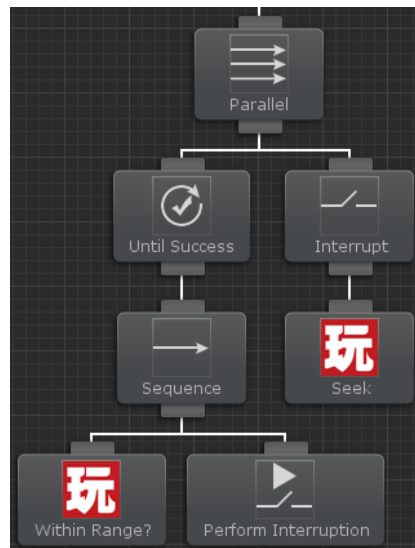 Parallel
Until Success
Interrupt
Sequence
玩
Seek
玩
Within Range?
Perform Interruption